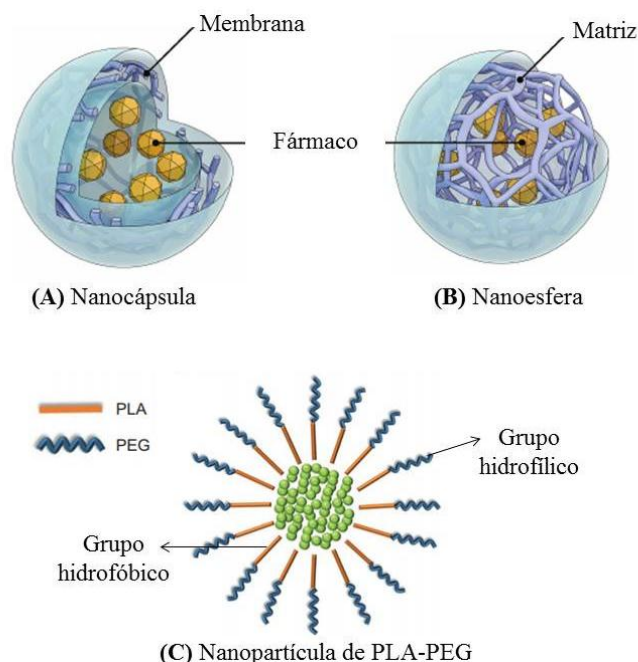 Membrana
Matriz
Fármaco
(A) Nanocápsula
(B) Nanoesfera
PLA
PEG
Grupo
hidrofílico
Grupo
hidrofóbico
(C) Nanopartícula de PLA-PEG